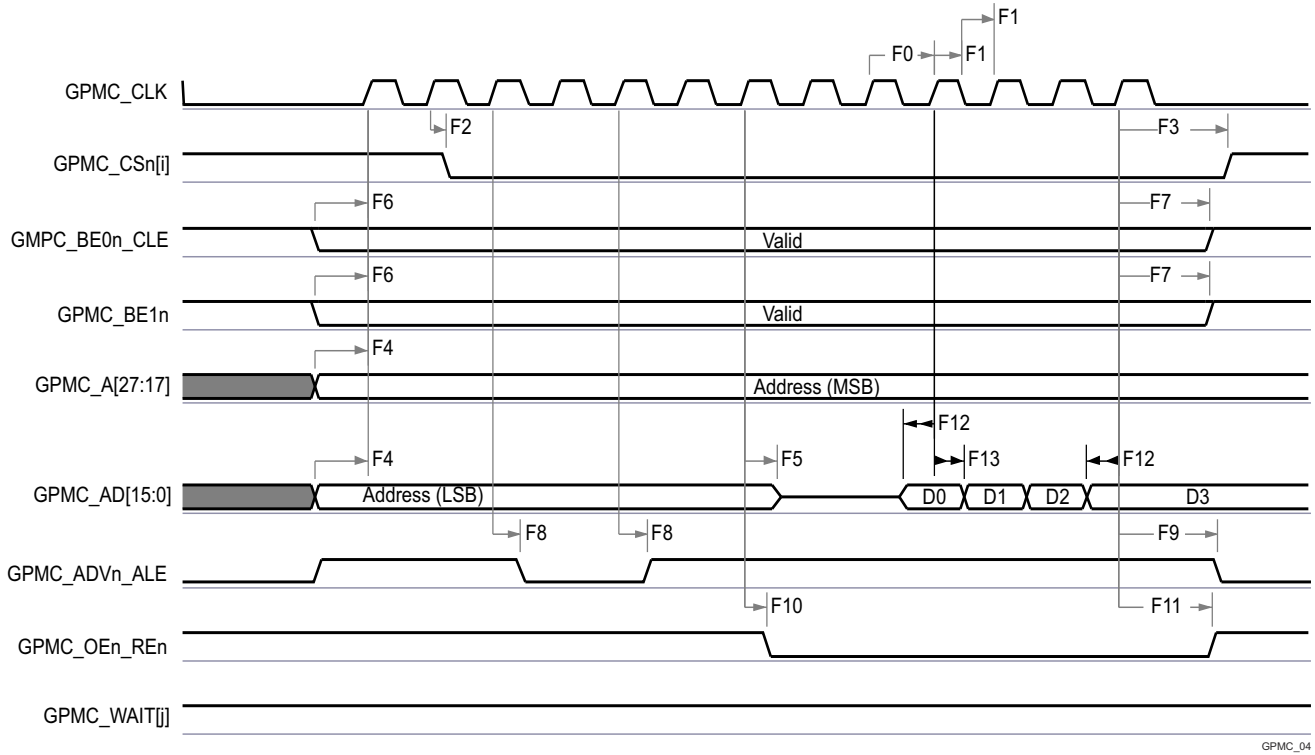 F1
F0 F1
GPMC_CLK
F2 F3
GPMC_CSn[i]
F6 F7
GMPC_BE0n_CLE Valid
F6 F7
GPMC_BE1n Valid
F4
GPMC_A[27:17] Address (MSB)
F12
F4 F5 F13 F12
GPMC_AD[15:0] Address (LSB) D0 D1 D2 D3
F8 F8 F9
GPMC_ADVn_ALE
F10 F11
GPMC_OEn_REn
GPMC_WAIT[j]
GPMC_04